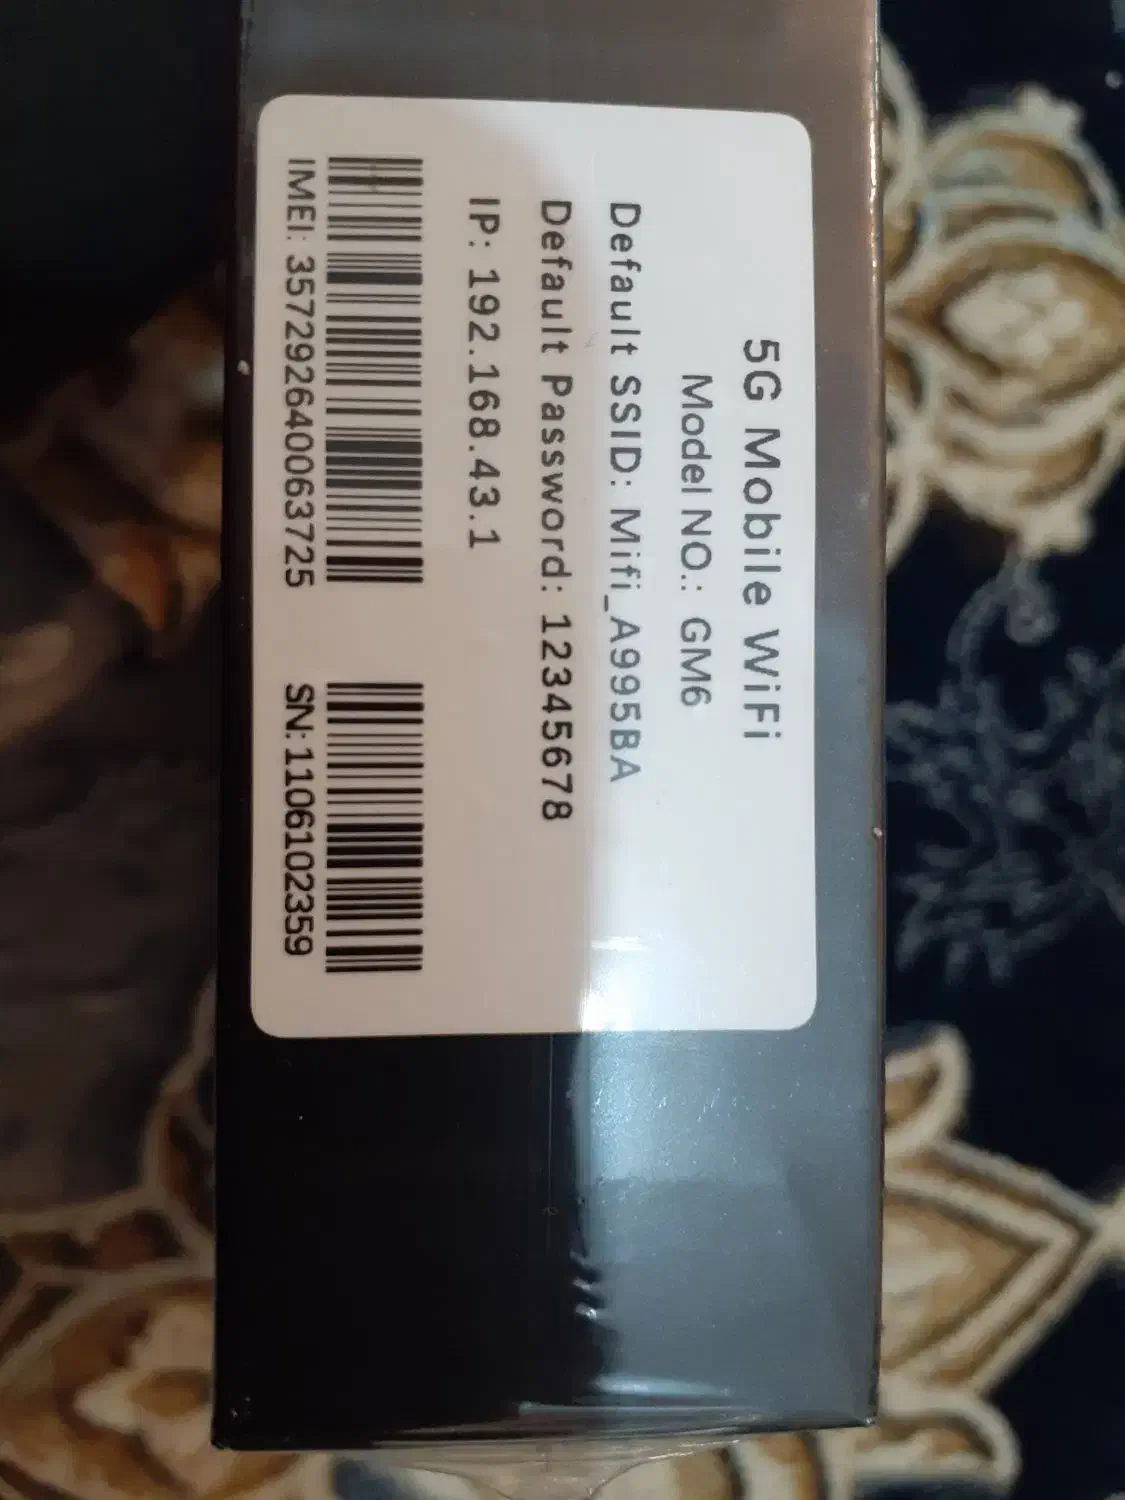 5G Mobile WiFi
Model NO.: GM6
Default SSID: Mifi_A995BA
Default Password: 12345678
IP: 192.168.43.1
IMEI: 357292640063725
SN:1106102359